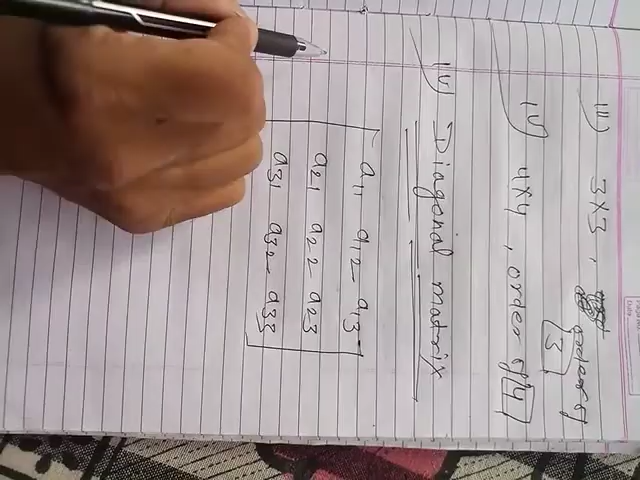 iii) 3×3, order of 3
iv) 4×4, order of 4
iv) Diagonal matrix
a11 a12 a13
a21 a22 a23
a31 a32 a33